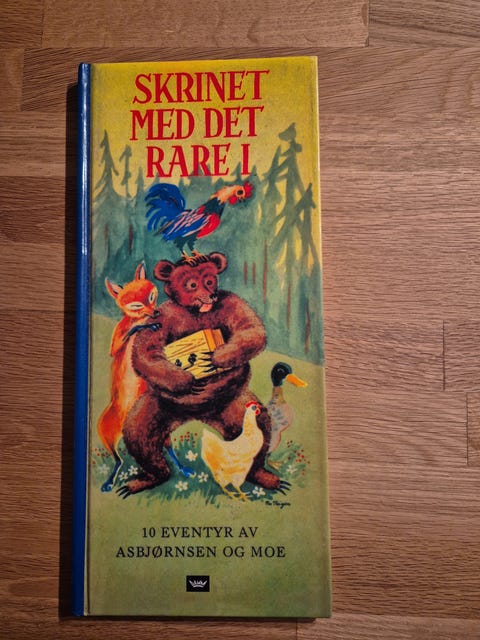 SKRINET
MED DET
RARE I
10 EVENTYR AV
ASBJØRNSEN OG MOE